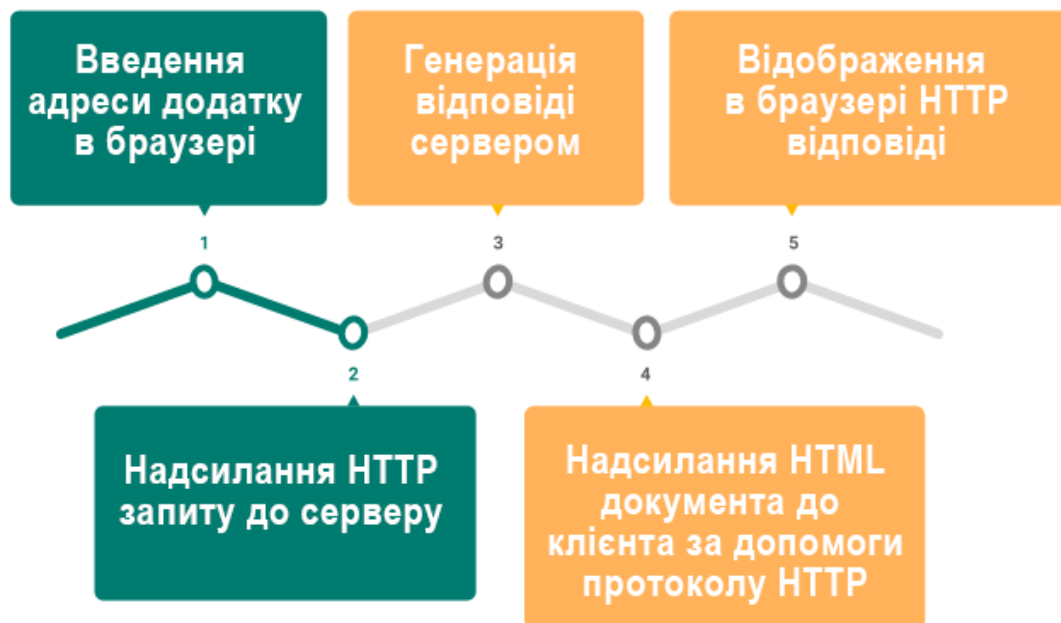 Введення
адреси додатку
в браузері
1
Надсилання HTTP
запиту до серверу
2
Генерація
відповіді
сервером
3
Надсилання HTML
документа до
клієнта за допомоги
протоколу HTTP
4
Відображення
в браузері HTTP
відповіді
5